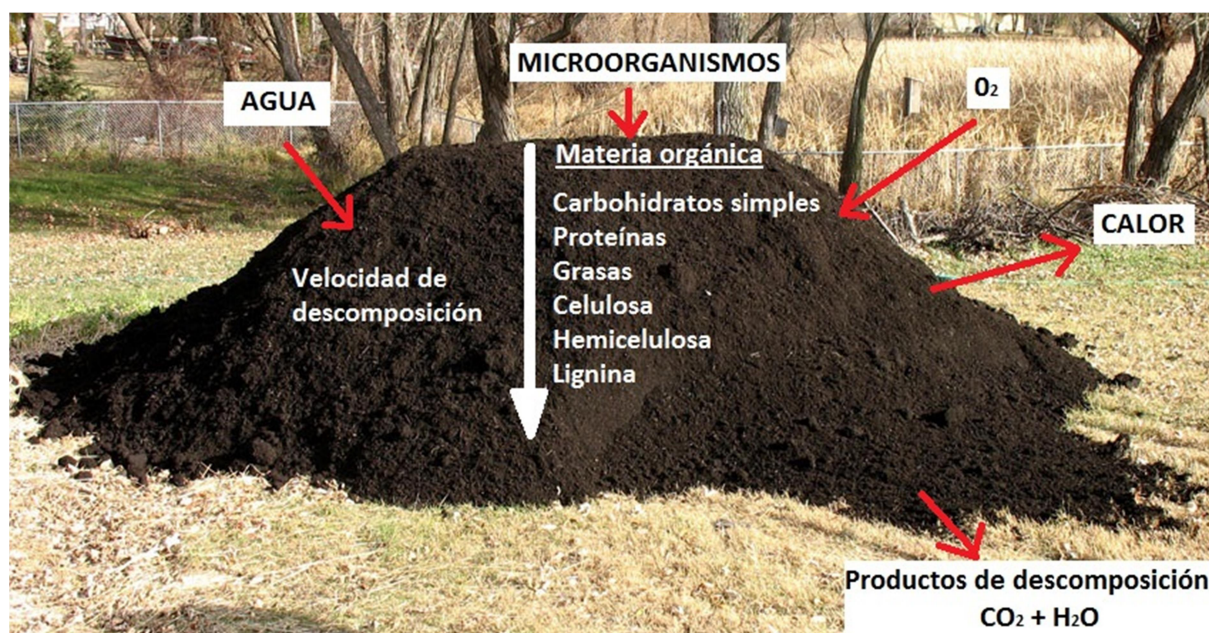 MICROORGANISMOS
AGUA
0₂
Materia orgánica
Carbohidratos simples
CALOR
Proteínas
Velocidad de
descomposición
Grasas
Celulosa
Hemicelulosa
Lignina
Productos de descomposición
CO₂ + H₂O